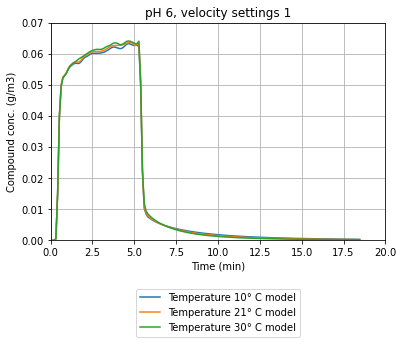 pH 6, velocity settings 1
0.07
0.06
0.05
0.04
0.03
0.02
0.01
0.00
Compound conc. (g/m3)
0.0 2.5 5.0 7.5 10.0 12.5 15.0 17.5 20.0
Time (min)
Temperature 10° C model
Temperature 21° C model
Temperature 30° C model